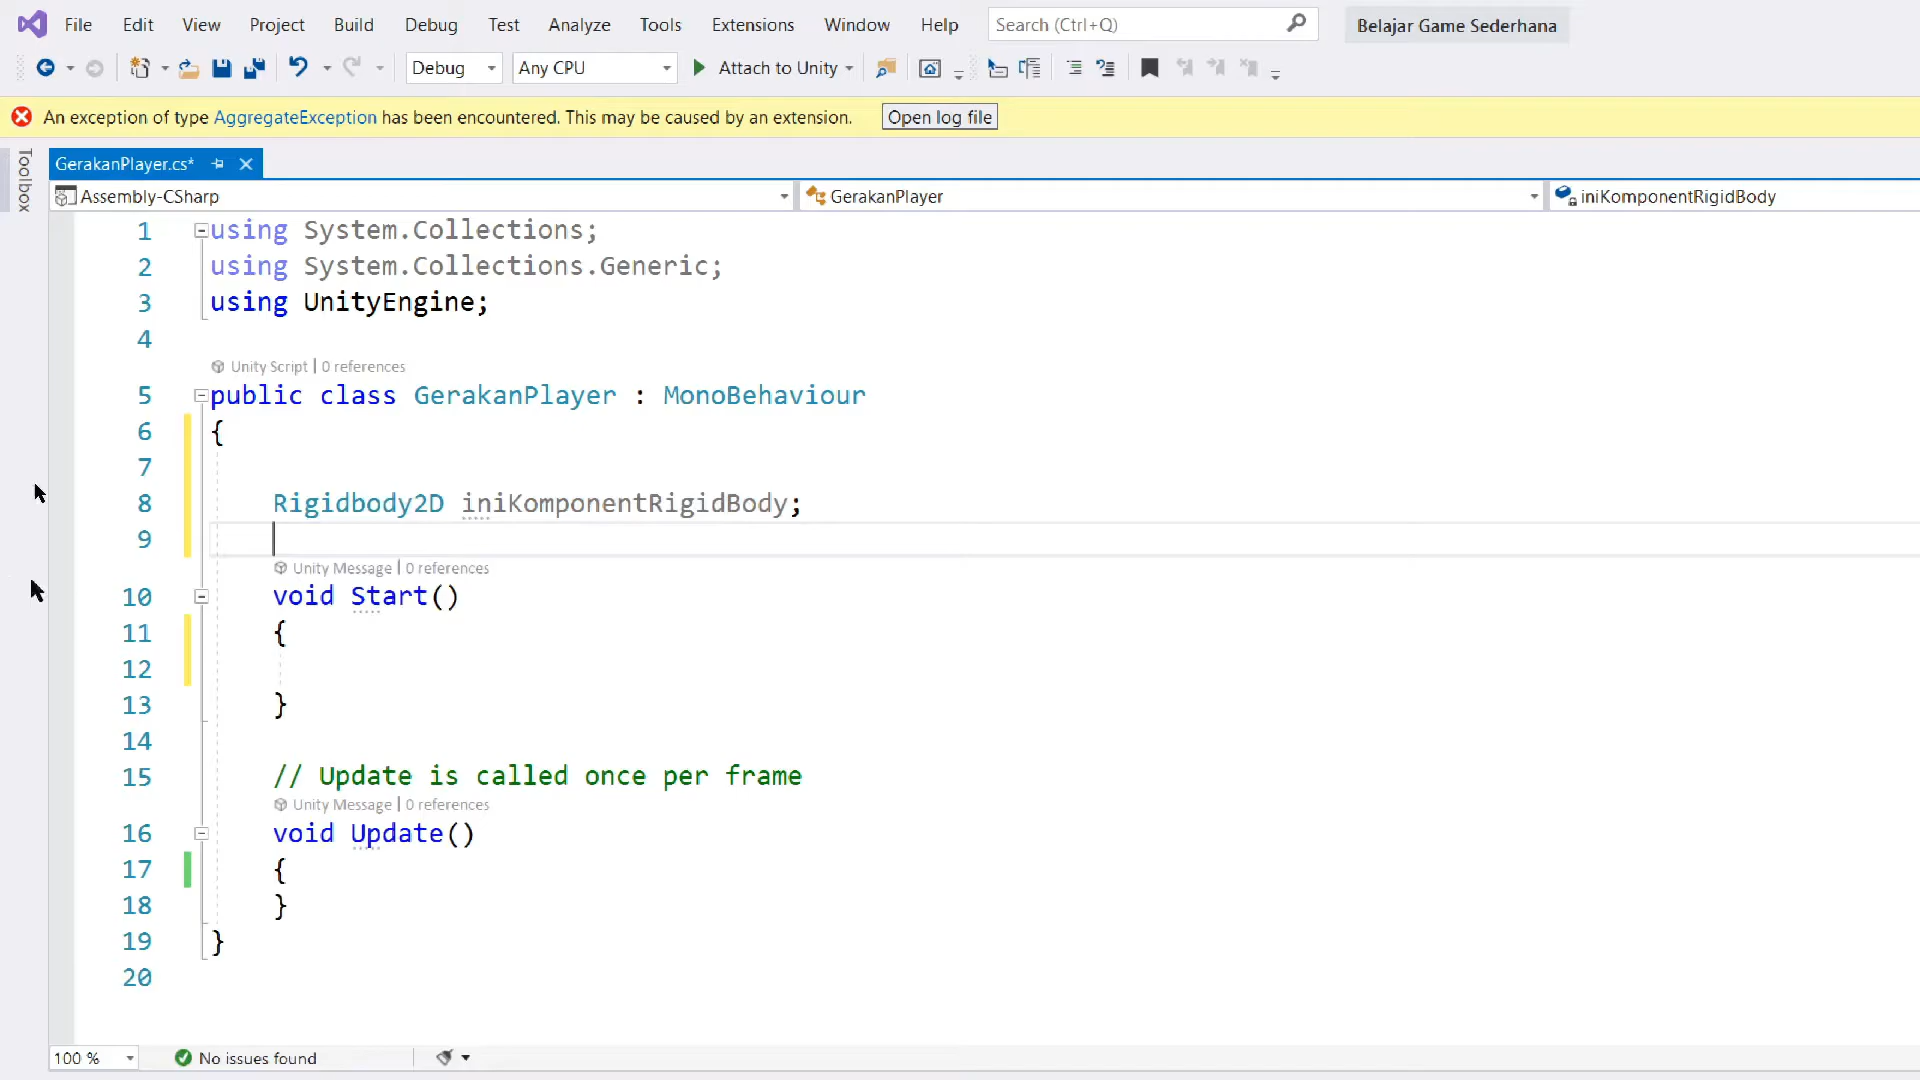 File Edit View Project Build Debug Test Analyze Tools Extensions Window Help Search (Ctrl+Q) Belajar Game Sederhana
Debug Any CPU Attach to Unity
An exception of type AggregateException has been encountered. This may be caused by an extension. Open log file
Toolbox
GerakanPlayer.cs*
Assembly-CSharp GerakanPlayer iniKomponentRigidBody
1 using System.Collections;
2 using System.Collections.Generic;
3 using UnityEngine;
4
Unity Script | 0 references
5 public class GerakanPlayer : MonoBehaviour
6 {
7
8 Rigidbody2D iniKomponentRigidBody;
9
Unity Message | 0 references
10 void Start()
11 {
12
13 }
14
15 // Update is called once per frame
Unity Message | 0 references
16 void Update()
17 {
18 }
19 }
20
100 % No issues found